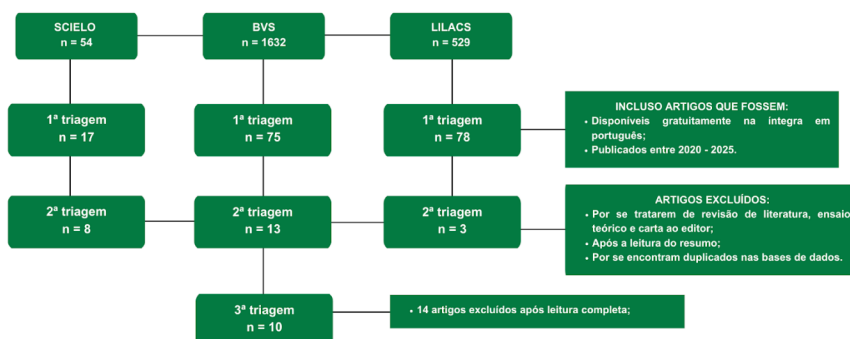 SCIELO
n = 54
BVS
n = 1632
LILACS
n = 529
1ª triagem
n = 17
1ª triagem
n = 75
1ª triagem
n = 78
INCLUSO ARTIGOS QUE FOSSEM:
• Disponíveis gratuitamente na íntegra em
português;
• Publicados entre 2020 - 2025.
2ª triagem
n = 8
2ª triagem
n = 13
2ª triagem
n = 3
ARTIGOS EXCLUÍDOS:
• Por se tratarem de revisão de literatura, ensaio
teórico e carta ao editor;
• Após a leitura do resumo;
• Por se encontram duplicados nas bases de dados.
3ª triagem
n = 10
• 14 artigos excluídos após leitura completa;